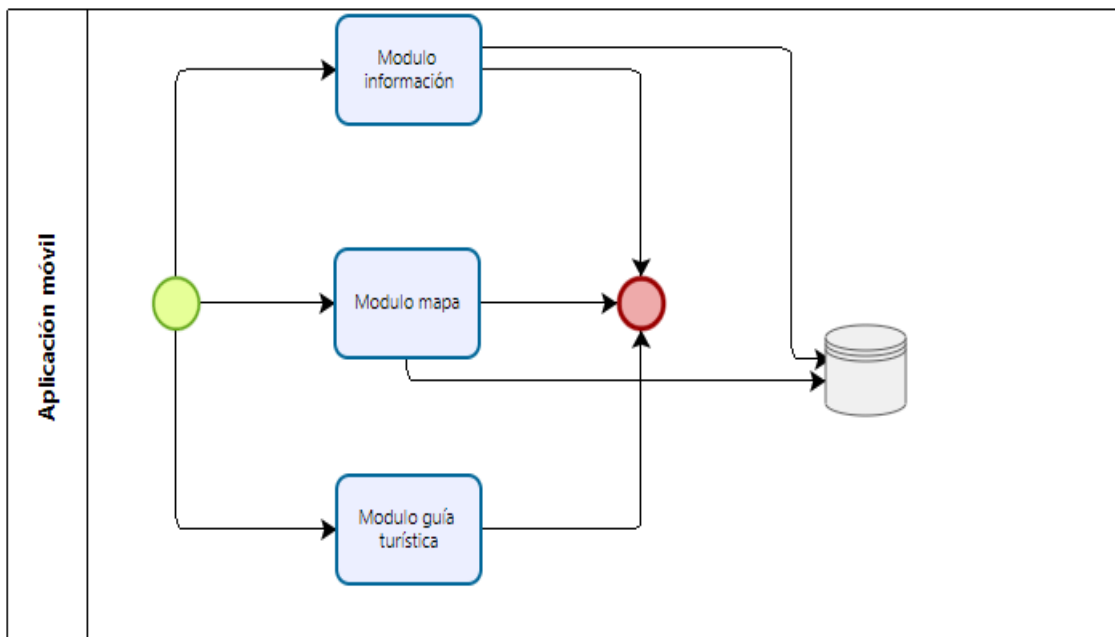 Aplicación móvil
Modulo
información
Modulo mapa
Modulo guía
turística